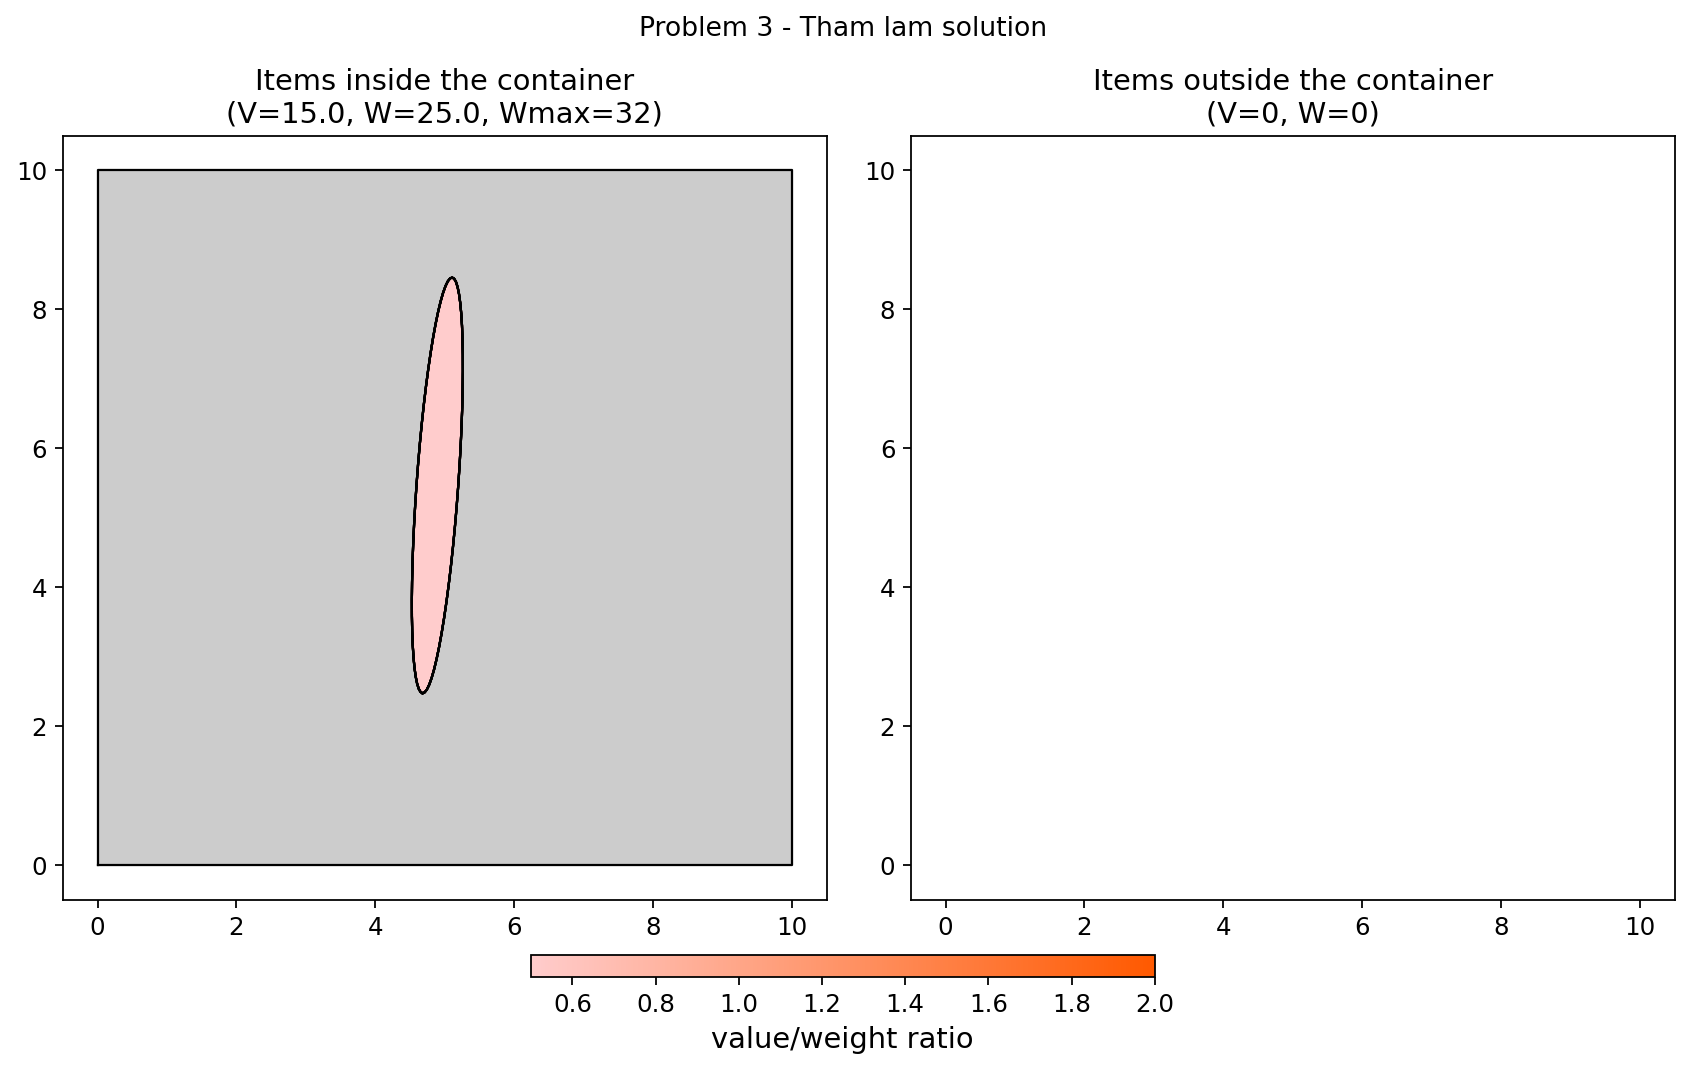 Problem 3 - Tham lam solution
Items inside the container
(V=15.0, W=25.0, Wmax=32)
Items outside the container
(V=0, W=0)
10
8
6
4
2
0
0 2 4 6 8 10
10
8
6
4
2
0
0 2 4 6 8 10
0.6 0.8 1.0 1.2 1.4 1.6 1.8 2.0
value/weight ratio